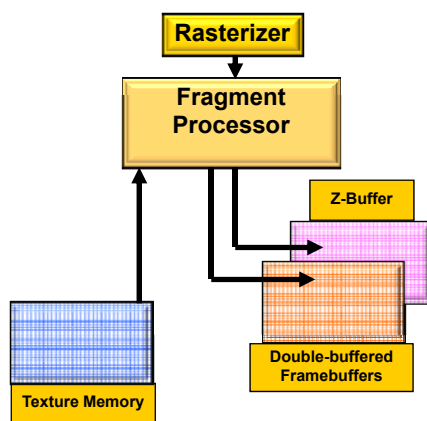 Rasterizer
Fragment
Processor
Z-Buffer
Double-buffered
Framebuffers
Texture Memory